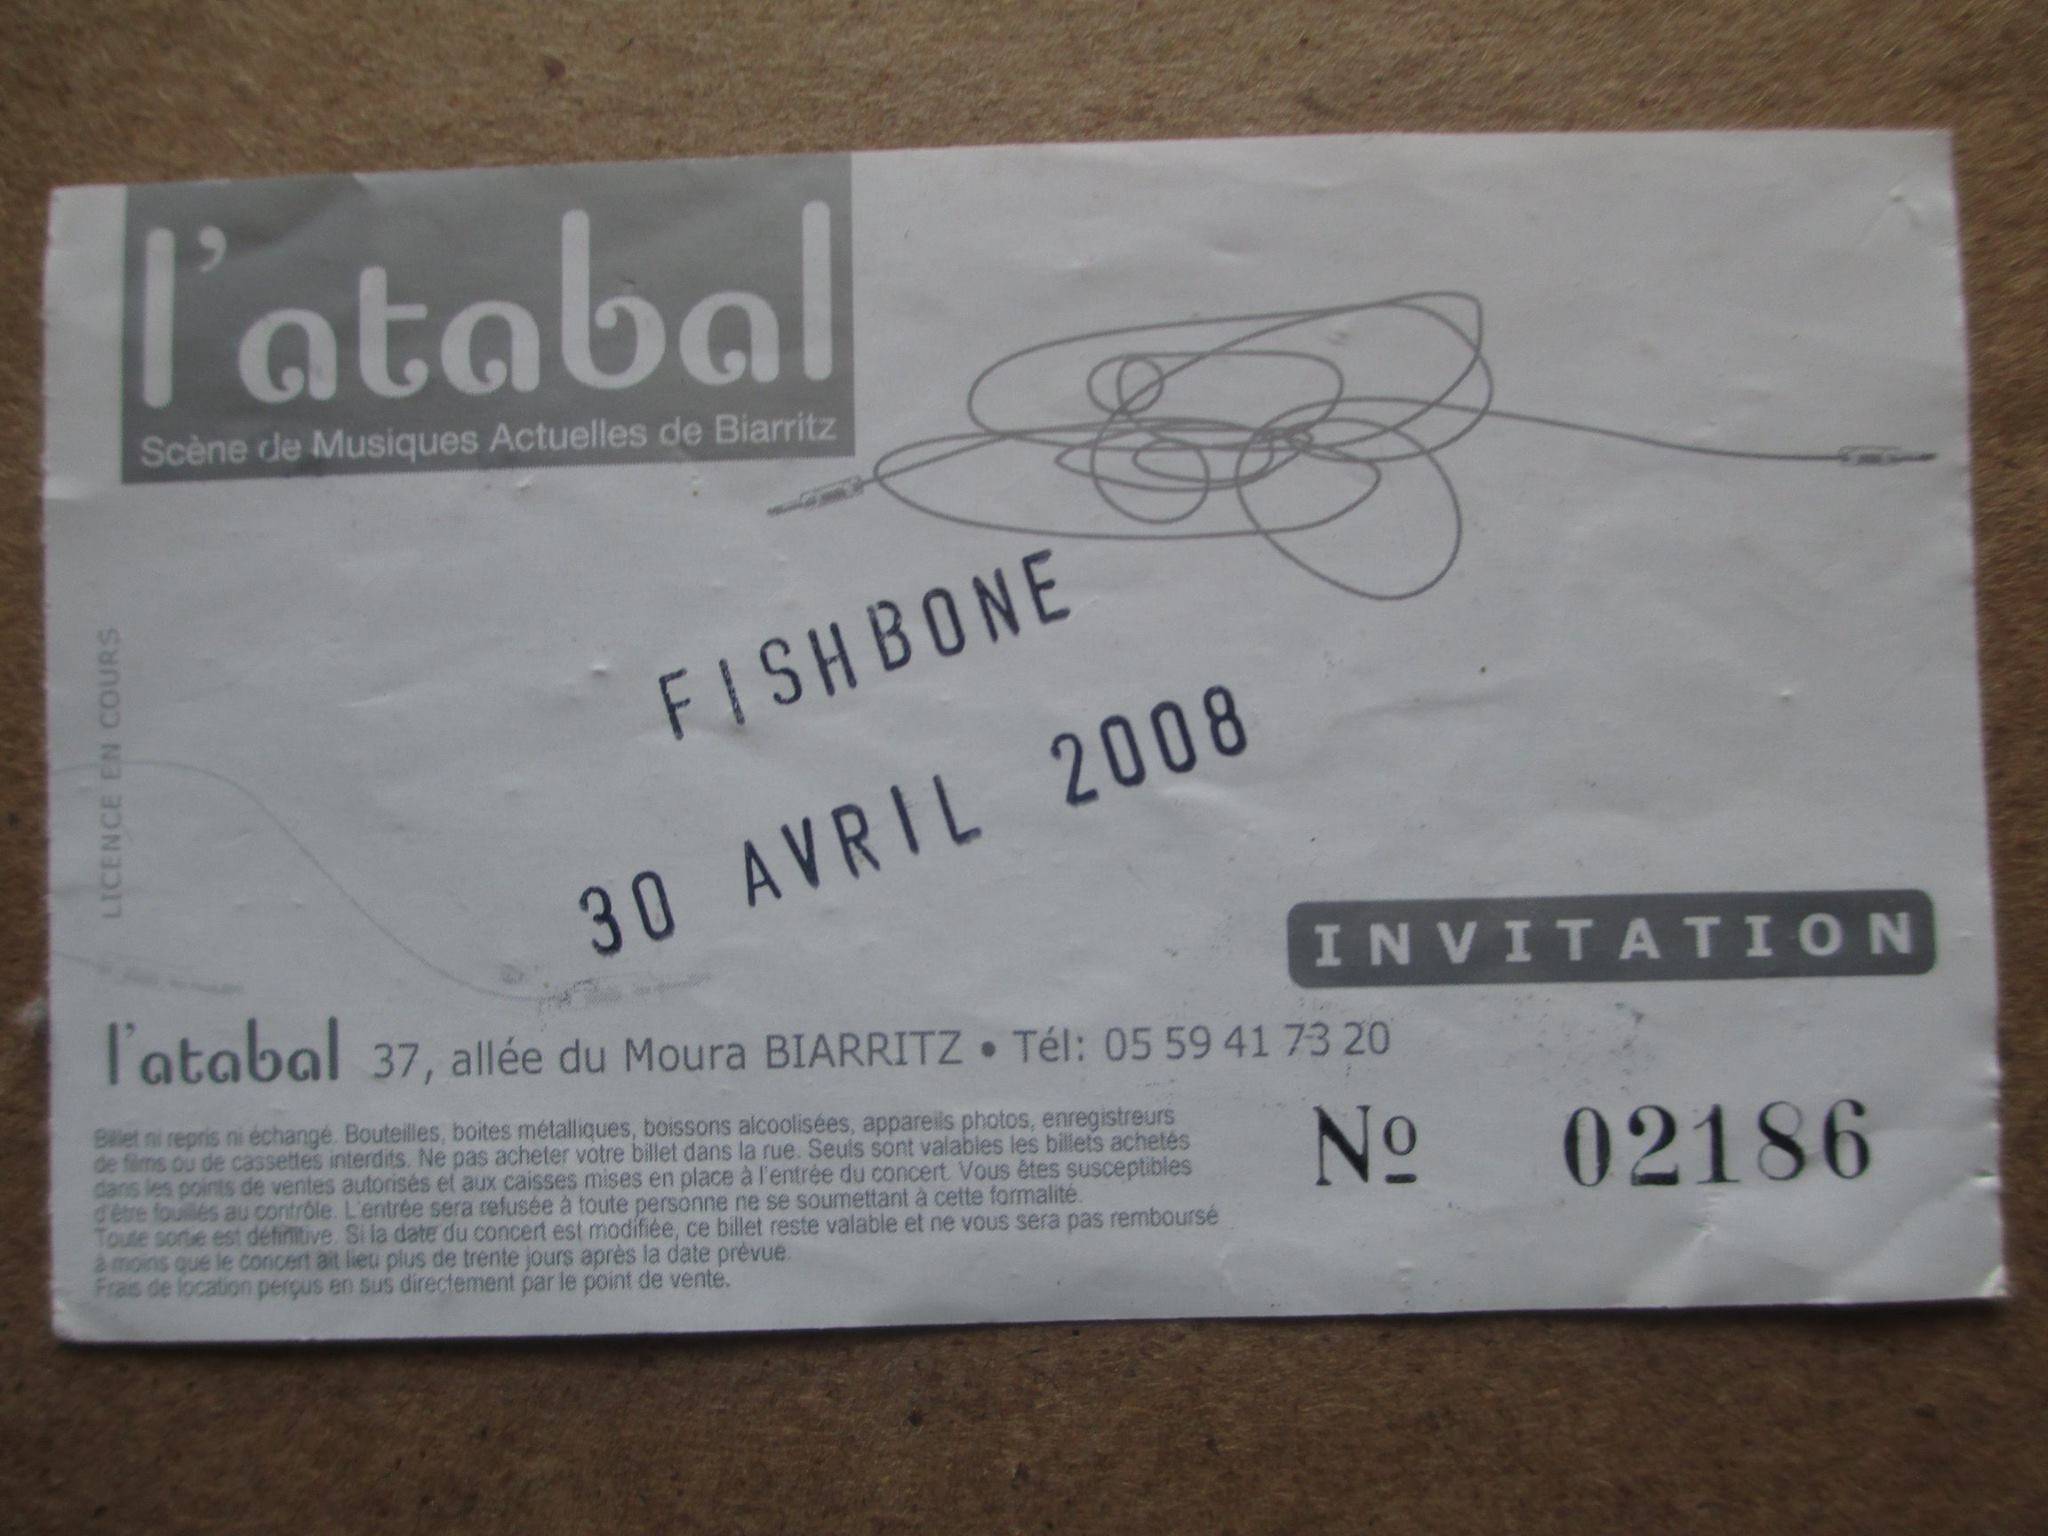 l'atabal
Scène de Musiques Actuelles de Biarritz
FISHBONE
30 AVRIL 2008
LICENCE EN COURS
INVITATION
l'atabal 37, allée du Moura BIARRITZ • Tél: 05 59 41 73 20
Billet ni repris ni échangé. Bouteilles, boites métalliques, boissons alcoolisées, appareils photos, enregistreurs
de films ou de cassettes interdits. Ne pas acheter votre billet dans la rue. Seuls sont valables les billets achetés
dans les points de ventes autorisés et aux caisses mises en place à l'entrée du concert. Vous êtes susceptibles
d'être fouillés au contrôle. L'entrée sera refusée à toute personne ne se soumettant à cette formalité.
Toute sortie est définitive. Si la date du concert est modifiée, ce billet reste valable et ne vous sera pas remboursé
à moins que le concert ait lieu plus de trente jours après la date prévue.
Frais de location perçus en sus directement par le point de vente.
Nº 02186